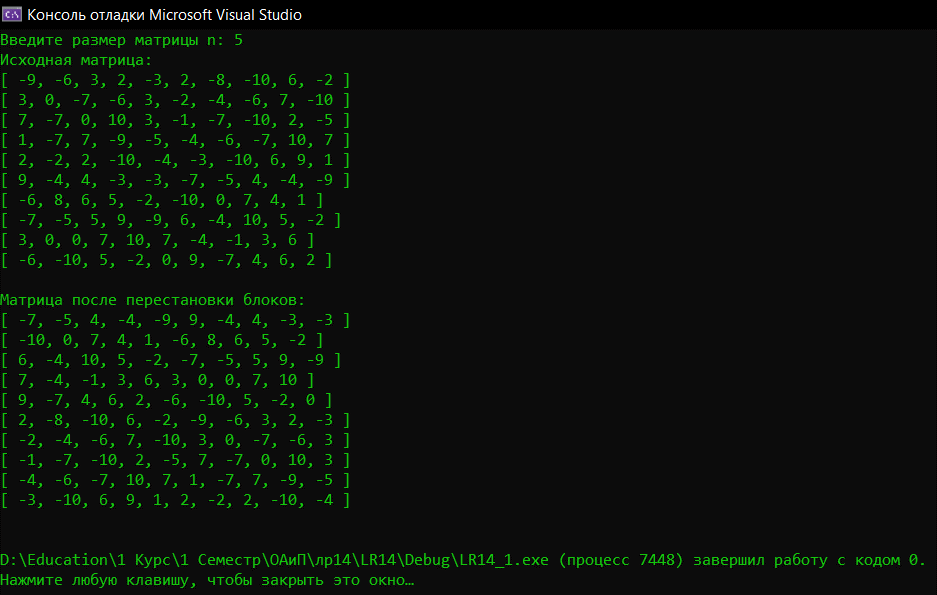 Консоль отладки Microsoft Visual Studio
Введите размер матрицы n: 5
Исходная матрица:
[ -9, -6, 3, 2, -3, 2, -8, -10, 6, -2 ]
[ 3, 0, -7, -6, 3, -2, -4, -6, 7, -10 ]
[ 7, -7, 0, 10, 3, -1, -7, -10, 2, -5 ]
[ 1, -7, 7, -9, -5, -4, -6, -7, 10, 7 ]
[ 2, -2, 2, -10, -4, -3, -10, 6, 9, 1 ]
[ 9, -4, 4, -3, -3, -7, -5, 4, -4, -9 ]
[ -6, 8, 6, 5, -2, -10, 0, 7, 4, 1 ]
[ -7, -5, 5, 9, -9, 6, -4, 10, 5, -2 ]
[ 3, 0, 0, 7, 10, 7, -4, -1, 3, 6 ]
[ -6, -10, 5, -2, 0, 9, -7, 4, 6, 2 ]
Матрица после перестановки блоков:
[ -7, -5, 4, -4, -9, 9, -4, 4, -3, -3 ]
[ -10, 0, 7, 4, 1, -6, 8, 6, 5, -2 ]
[ 6, -4, 10, 5, -2, -7, -5, 5, 9, -9 ]
[ 7, -4, -1, 3, 6, 3, 0, 0, 7, 10 ]
[ 9, -7, 4, 6, 2, -6, -10, 5, -2, 0 ]
[ 2, -8, -10, 6, -2, -9, -6, 3, 2, -3 ]
[ -2, -4, -6, 7, -10, 3, 0, -7, -6, 3 ]
[ -1, -7, -10, 2, -5, 7, -7, 0, 10, 3 ]
[ -4, -6, -7, 10, 7, 1, -7, 7, -9, -5 ]
[ -3, -10, 6, 9, 1, 2, -2, 2, -10, -4 ]
D:\Education\1 Курс\1 Семестр\ОАиП\лр14\LR14\Debug\LR14_1.exe (процесс 7448) завершил работу с кодом 0.
Нажмите любую клавишу, чтобы закрыть это окно…